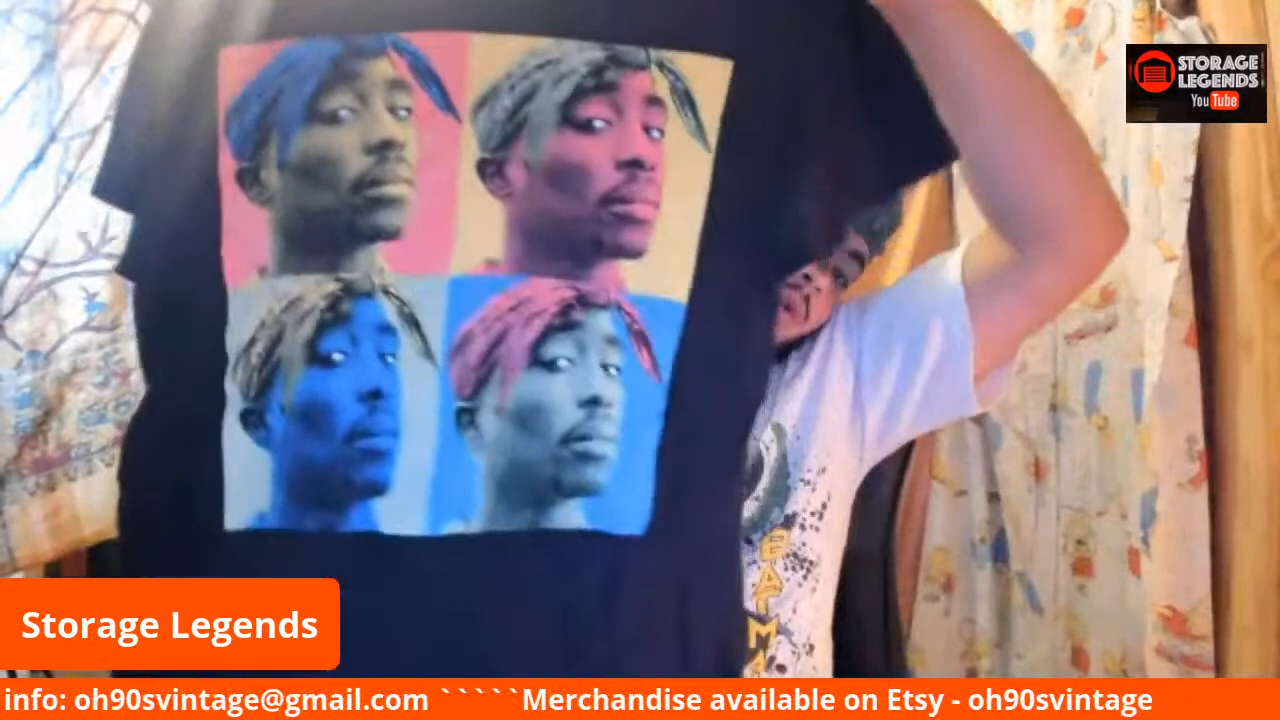 STORAGE
LEGENDS
YouTube
Storage Legends
info: oh90svintage@gmail.com `````Merchandise available on Etsy - oh90svintage